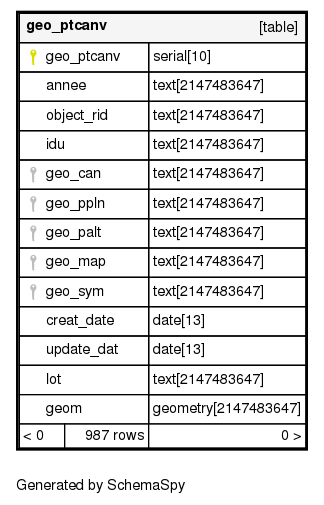 geo_ptcanv [table]
geo_ptcanv serial[10]
annee text[2147483647]
object_rid text[2147483647]
idu text[2147483647]
geo_can text[2147483647]
geo_ppln text[2147483647]
geo_palt text[2147483647]
geo_map text[2147483647]
geo_sym text[2147483647]
creat_date date[13]
update_dat date[13]
lot text[2147483647]
geom geometry[2147483647]
< 0 987 rows 0 >
Generated by SchemaSpy